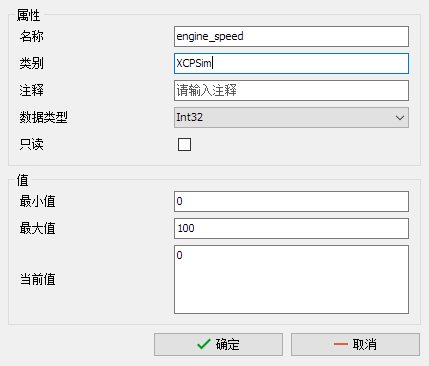 属性
名称 engine_speed
类别 XCPSim
注释 请输入注释
数据类型 Int32
只读
值
最小值 0
最大值 100
当前值 0
确定 取消